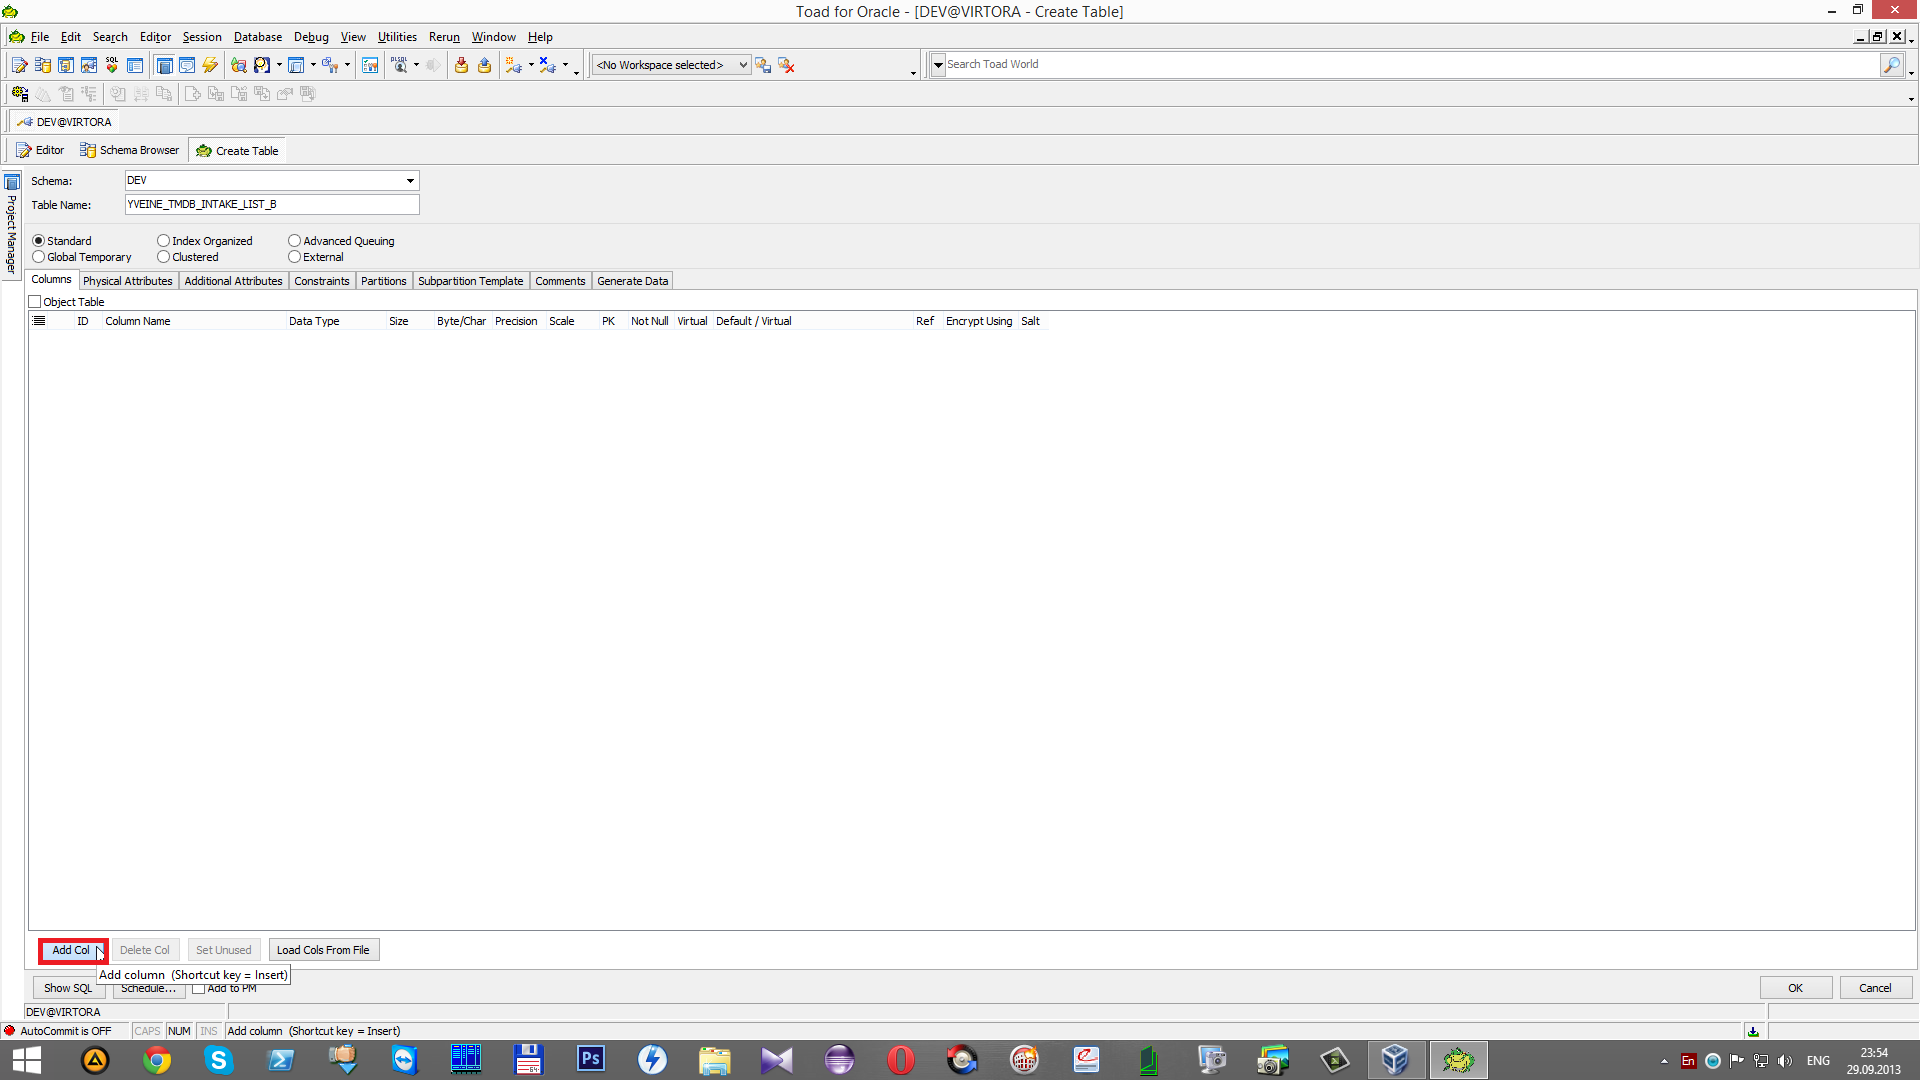 Toad for Oracle - [DEV@VIRTORA - Create Table]
File Edit Search Editor Session Database Debug View Utilities Rerun Window Help
SQL
PLSQL
<No Workspace selected>
Search Toad World
DEV@VIRTORA
Editor Schema Browser Create Table
Project Manager
Schema: DEV
Table Name: YVEINE_TMDB_INTAKE_LIST_B
Standard Index Organized Advanced Queuing
Global Temporary Clustered External
Columns Physical Attributes Additional Attributes Constraints Partitions Subpartition Template Comments Generate Data
Object Table
ID Column Name Data Type Size Byte/Char Precision Scale PK Not Null Virtual Default / Virtual Ref Encrypt Using Salt
Add Col Delete Col Set Unused Load Cols From File
Add column (Shortcut key = Insert)
Show SQL Schedule... Add to PM OK Cancel
DEV@VIRTORA
AutoCommit is OFF CAPS NUM INS Add column (Shortcut key = Insert)
64
Ps
En
ENG
23:54
29.09.2013